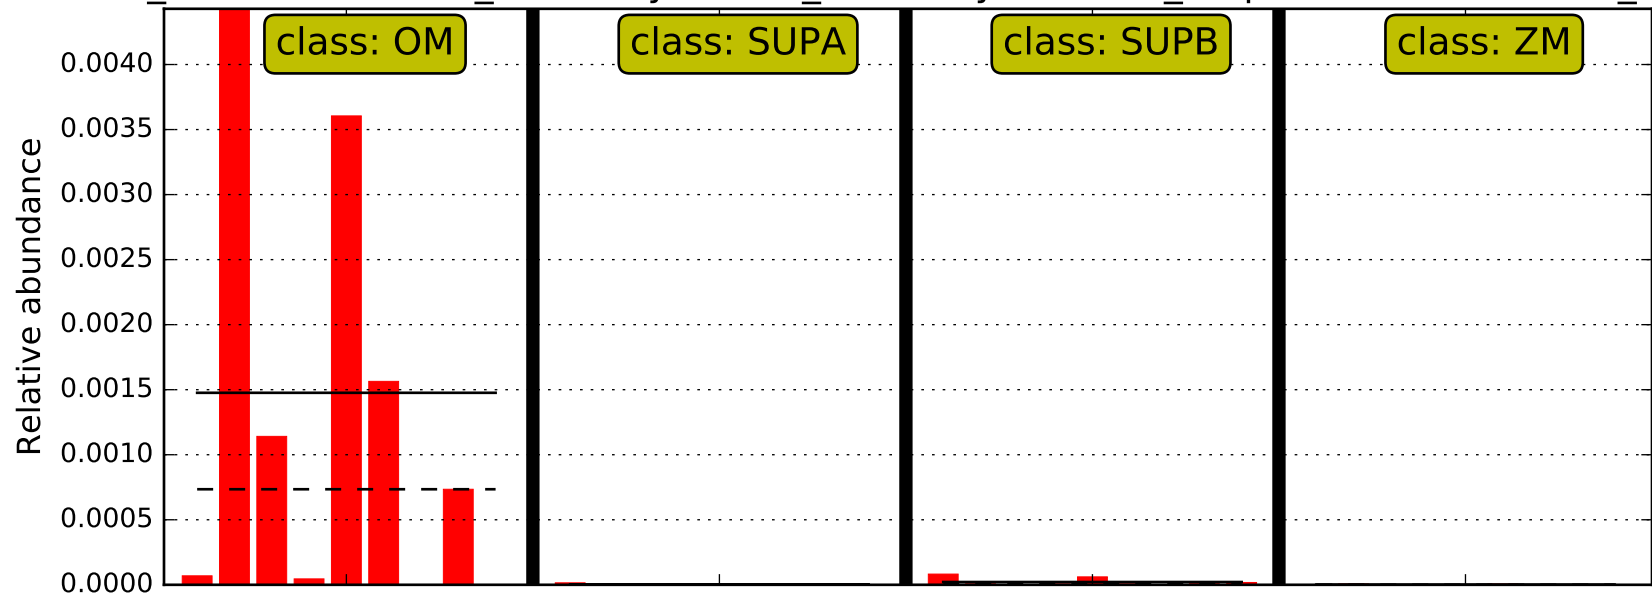 class: OM
class: SUPA
class: SUPB
class: ZM
Relative abundance
0.0040
0.0035
0.0030
0.0025
0.0020
0.0015
0.0010
0.0005
0.0000